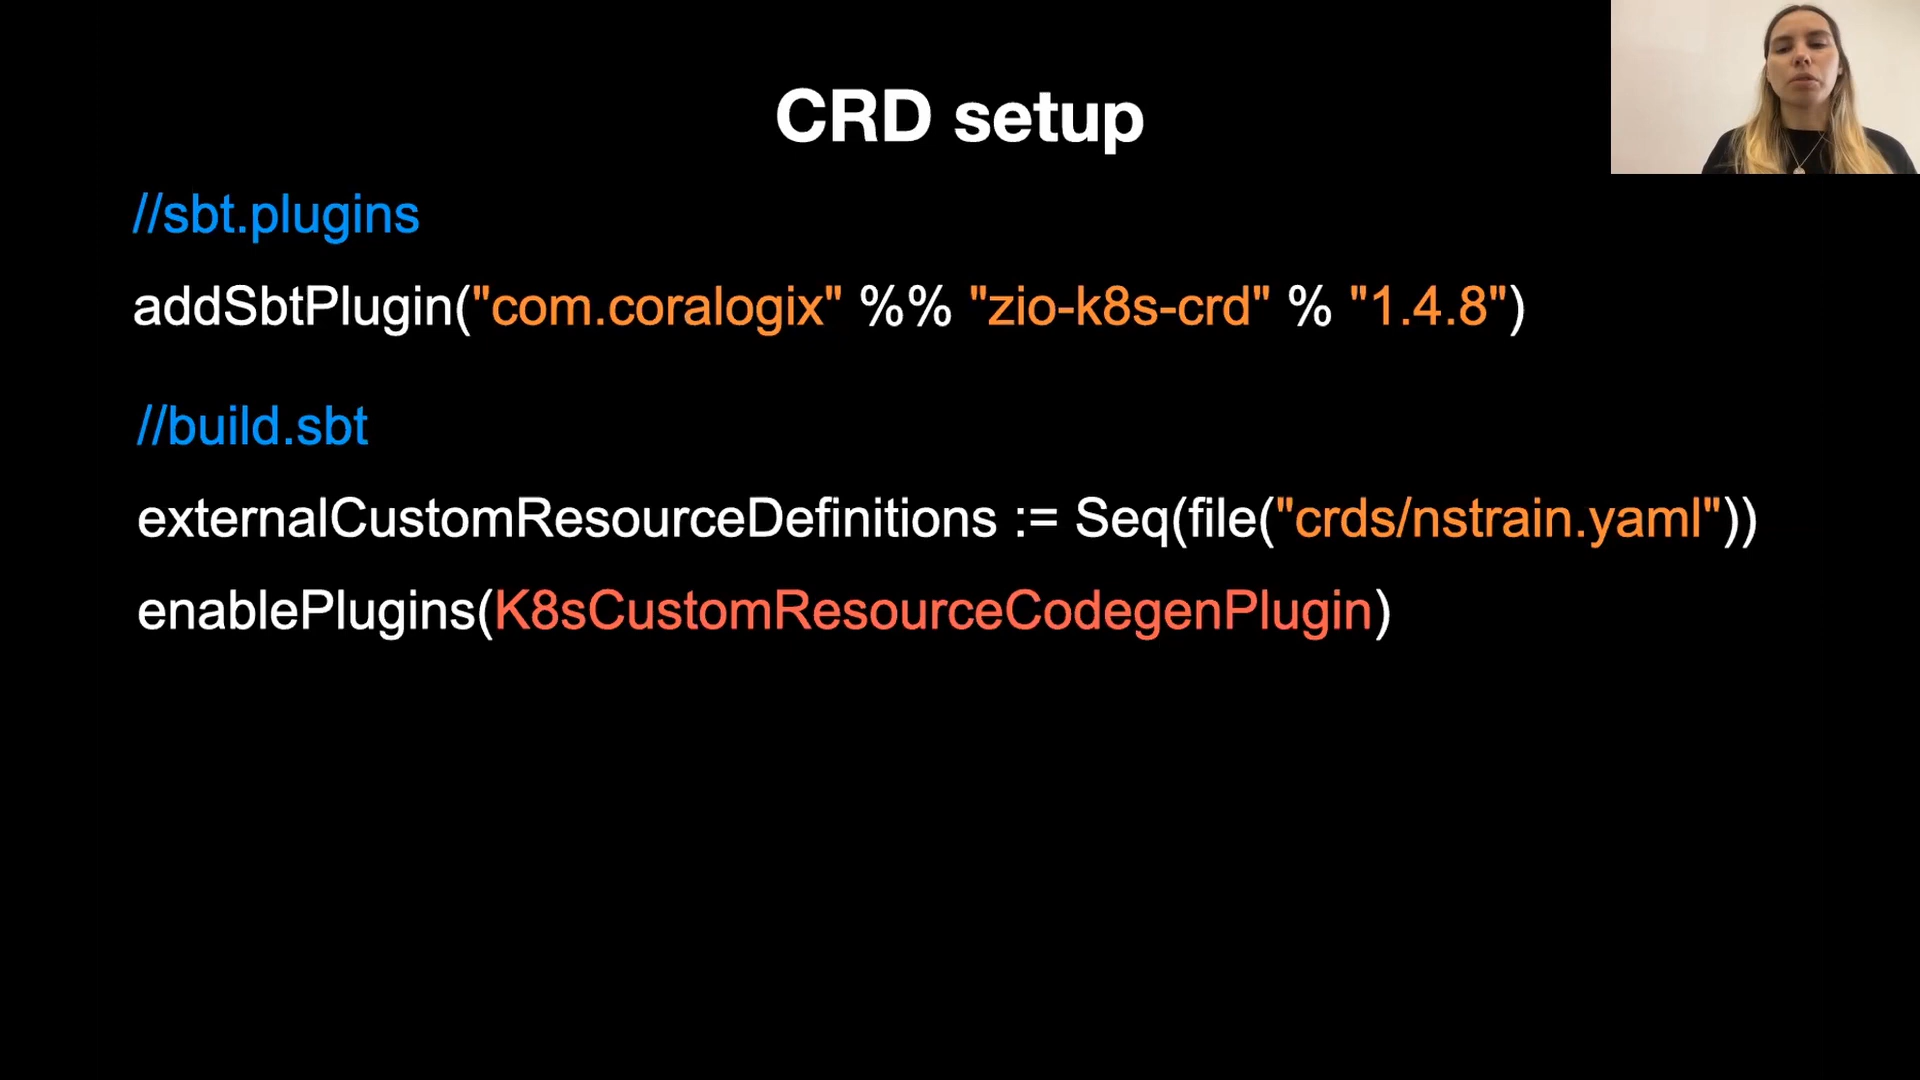 CRD setup
//sbt.plugins
addSbtPlugin("com.coralogix" %% "zio-k8s-crd" % "1.4.8")
//build.sbt
externalCustomResourceDefinitions := Seq(file("crds/nstrain.yaml"))
enablePlugins(K8sCustomResourceCodegenPlugin)